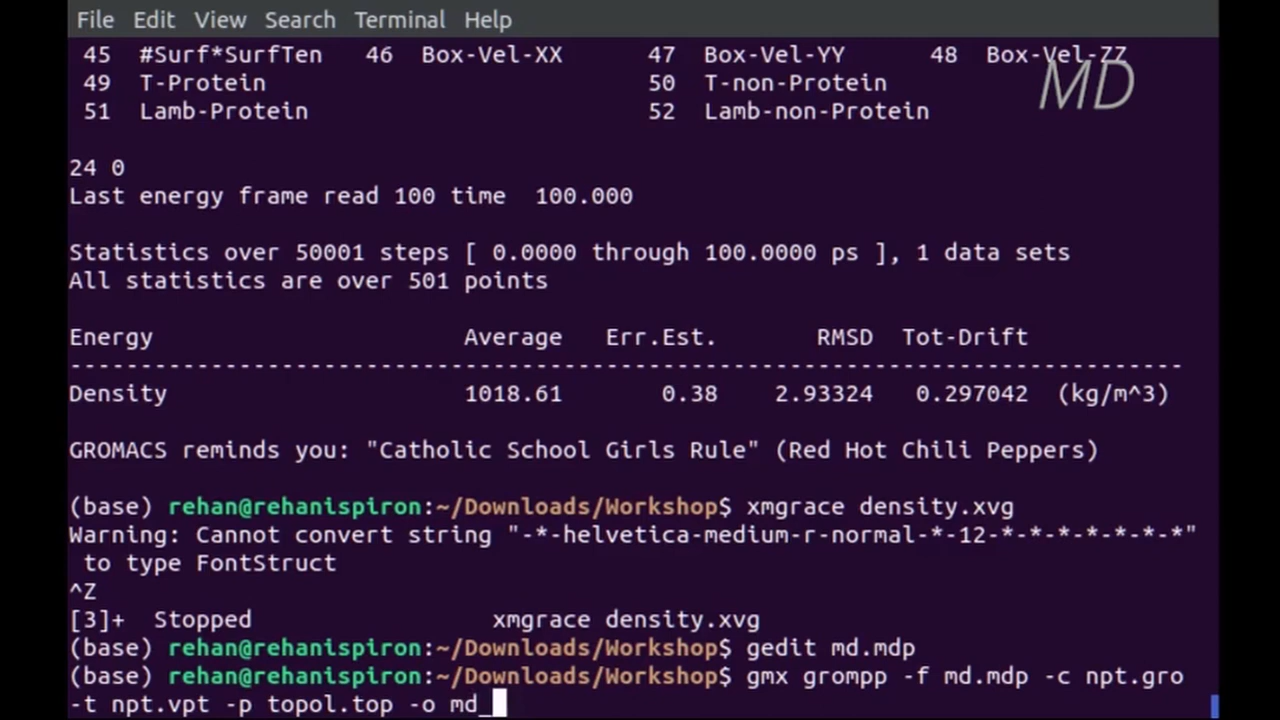 File Edit View Search Terminal Help
45 #Surf*SurfTen 46 Box-Vel-XX 47 Box-Vel-YY 48 Box-Vel-ZZ
MD
49 T-Protein 50 T-non-Protein
51 Lamb-Protein 52 Lamb-non-Protein
24 0
Last energy frame read 100 time 100.000
Statistics over 50001 steps [ 0.0000 through 100.0000 ps ], 1 data sets
All statistics are over 501 points
Energy Average Err.Est. RMSD Tot-Drift
-------------------------------------------------------------------------------
Density 1018.61 0.38 2.93324 0.297042 (kg/m^3)
GROMACS reminds you: "Catholic School Girls Rule" (Red Hot Chili Peppers)
(base) rehan@rehanispiron:~/Downloads/Workshop$ xmgrace density.xvg
Warning: Cannot convert string "-*-helvetica-medium-r-normal-*-12-*-*-*-*-*-*-*"
to type FontStruct
^Z
[3]+ Stopped xmgrace density.xvg
(base) rehan@rehanispiron:~/Downloads/Workshop$ gedit md.mdp
(base) rehan@rehanispiron:~/Downloads/Workshop$ gmx grompp -f md.mdp -c npt.gro
-t npt.vpt -p topol.top -o md_